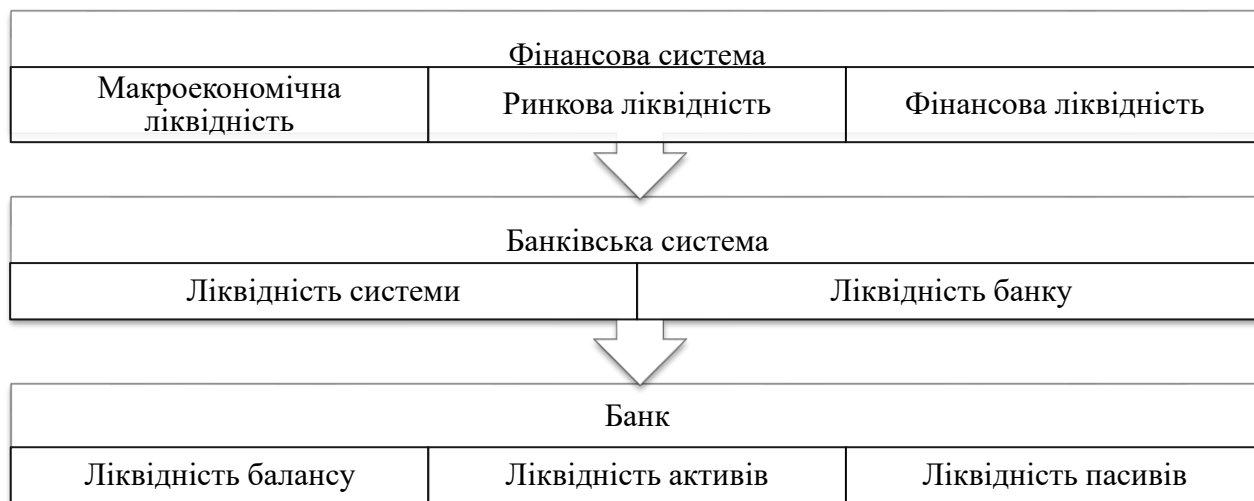 Фінансова система
Макроекономічна
ліквідність
Ринкова ліквідність
Фінансова ліквідність
Банківська система
Ліквідність системи
Ліквідність банку
Банк
Ліквідність балансу
Ліквідність активів
Ліквідність пасивів